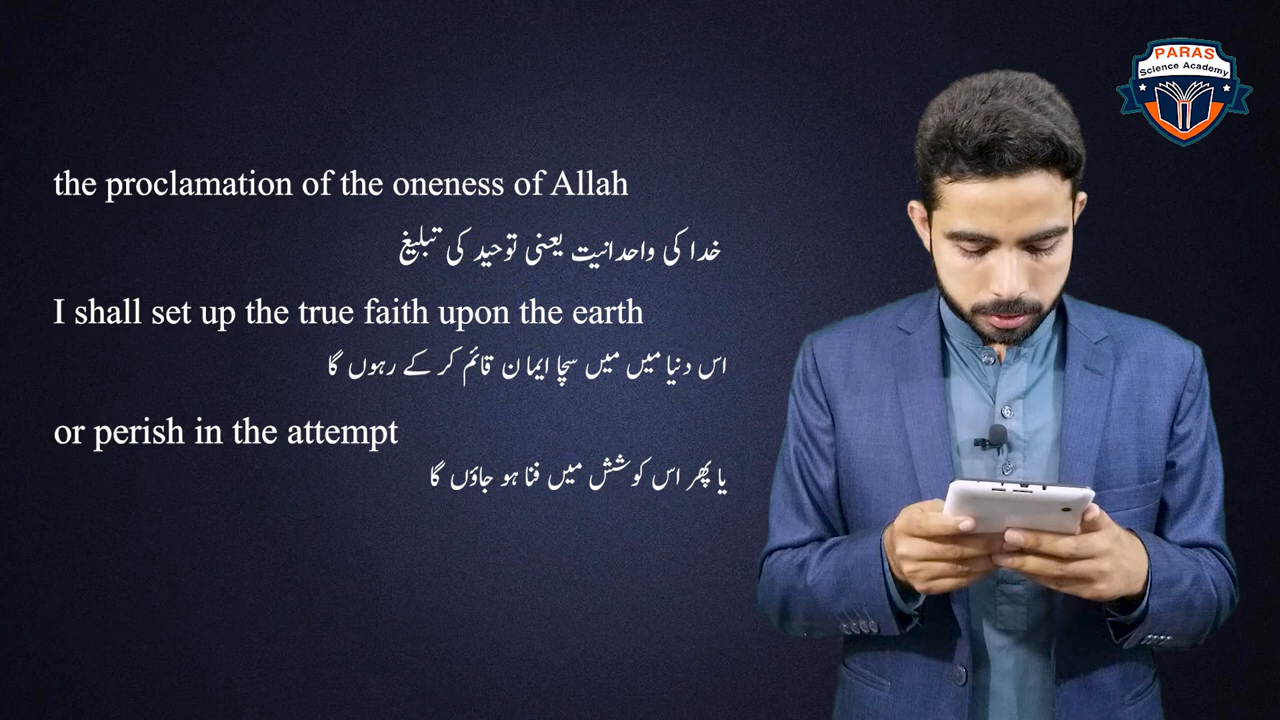 PARAS
Science Academy
the proclamation of the oneness of Allah
خدا کی واحدانیت یعنی توحید کی تبلیغ
I shall set up the true faith upon the earth
اس دنیا میں میں سچا ایمان قائم کر کے رہوں گا
or perish in the attempt
یا پھر اس کوشش میں فنا ہو جاؤں گا